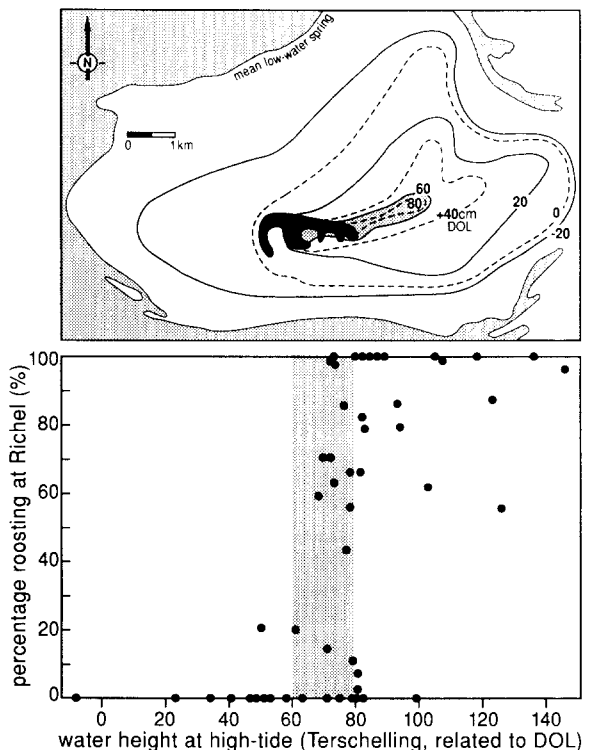 mean low-water spring
N
0 1km
60
80
+40cm
DOL
20
0
-20
percentage roosting at Richel (%)
100
80
60
40
20
0
0 20 40 60 80 100 120 140
water height at high-tide (Terschelling, related to DOL)